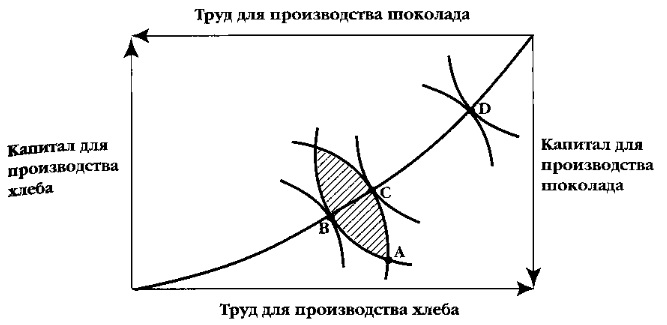 Труд для производства шоколада
Капитал для
производства
хлеба
Капитал для
производства
шоколада
D
C
B
A
Труд для производства хлеба